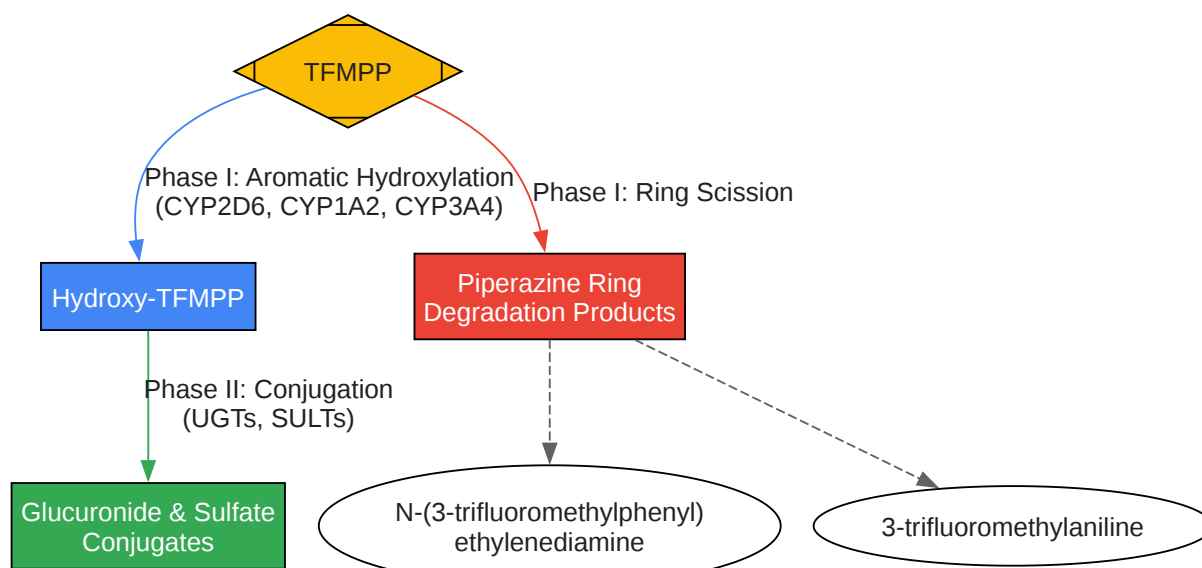 TFMPP
Phase I: Aromatic Hydroxylation
(CYP2D6, CYP1A2, CYP3A4)
Phase I: Ring Scission
Hydroxy-TFMPP
Piperazine Ring
Degradation Products
Phase II: Conjugation
(UGTs, SULTs)
Glucuronide & Sulfate
Conjugates
N-(3-trifluoromethylphenyl)
ethylenediamine
3-trifluoromethylaniline